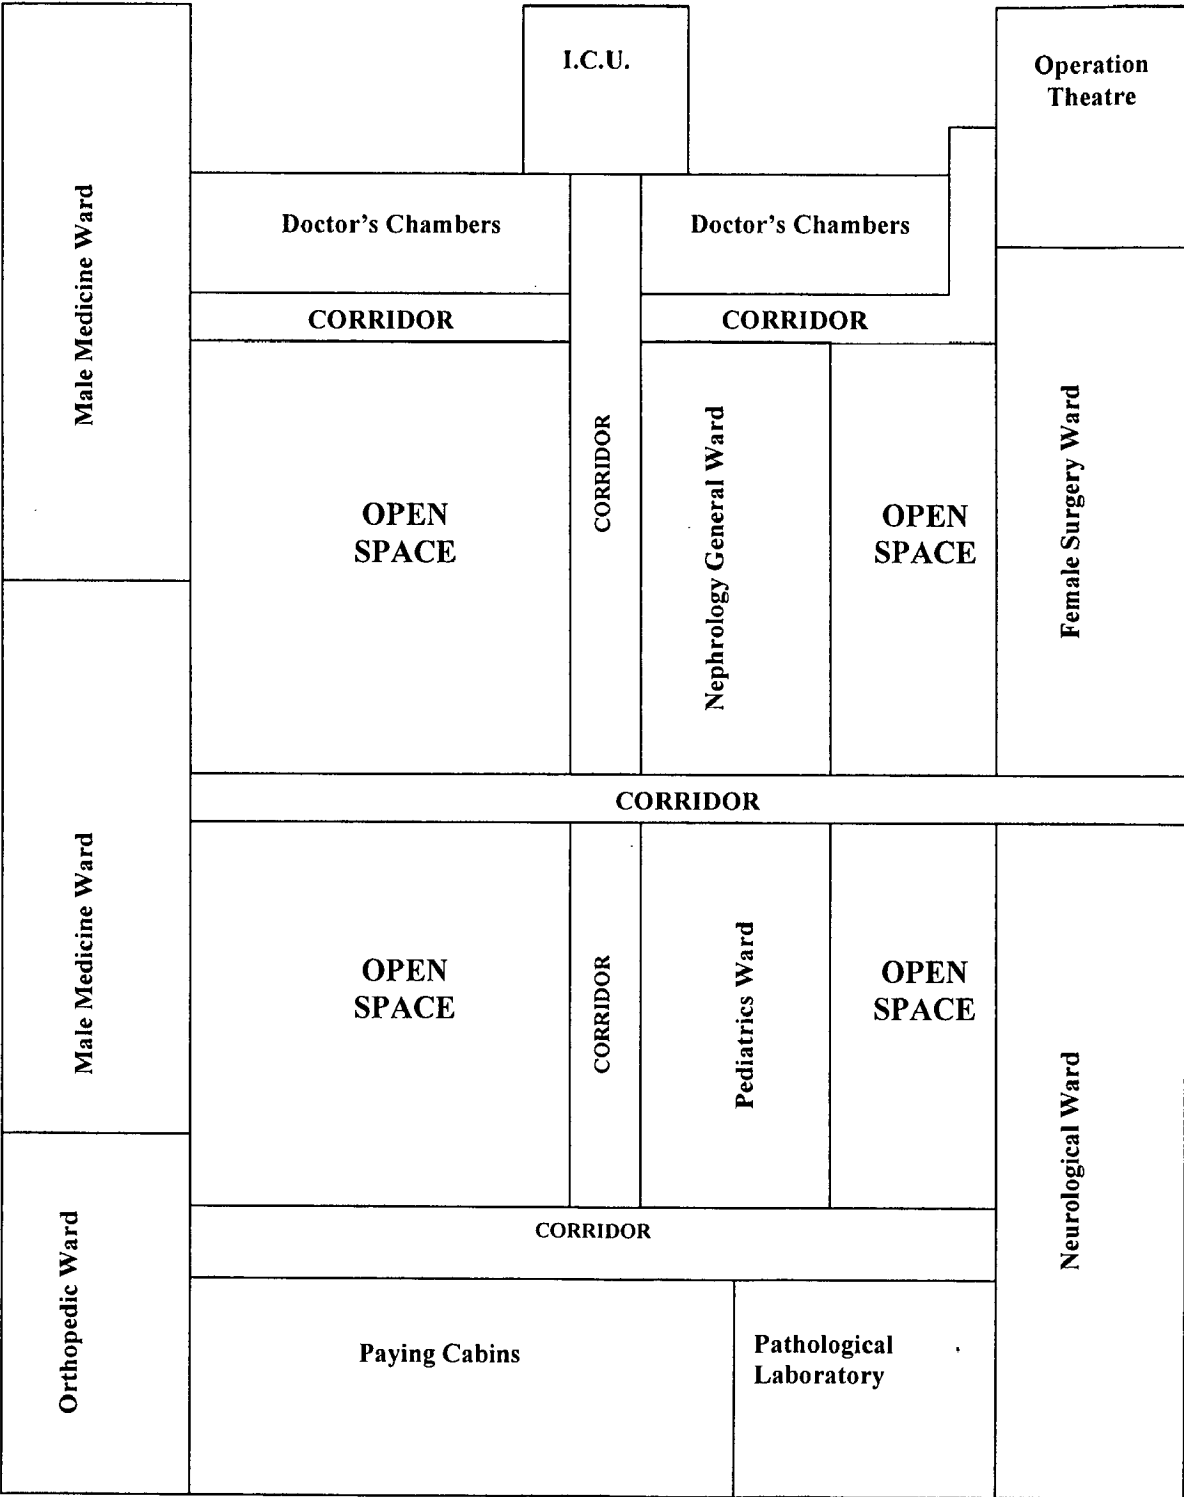 I.C.U.
Operation
Theatre
Male Medicine Ward
Doctor's Chambers
Doctor's Chambers
CORRIDOR
CORRIDOR
OPEN
SPACE
CORRIDOR
Nephrology General Ward
OPEN
SPACE
Female Surgery Ward
CORRIDOR
Male Medicine Ward
OPEN
SPACE
CORRIDOR
Pediatrics Ward
OPEN
SPACE
Neurological Ward
CORRIDOR
Orthopedic Ward
Paying Cabins
Pathological
Laboratory